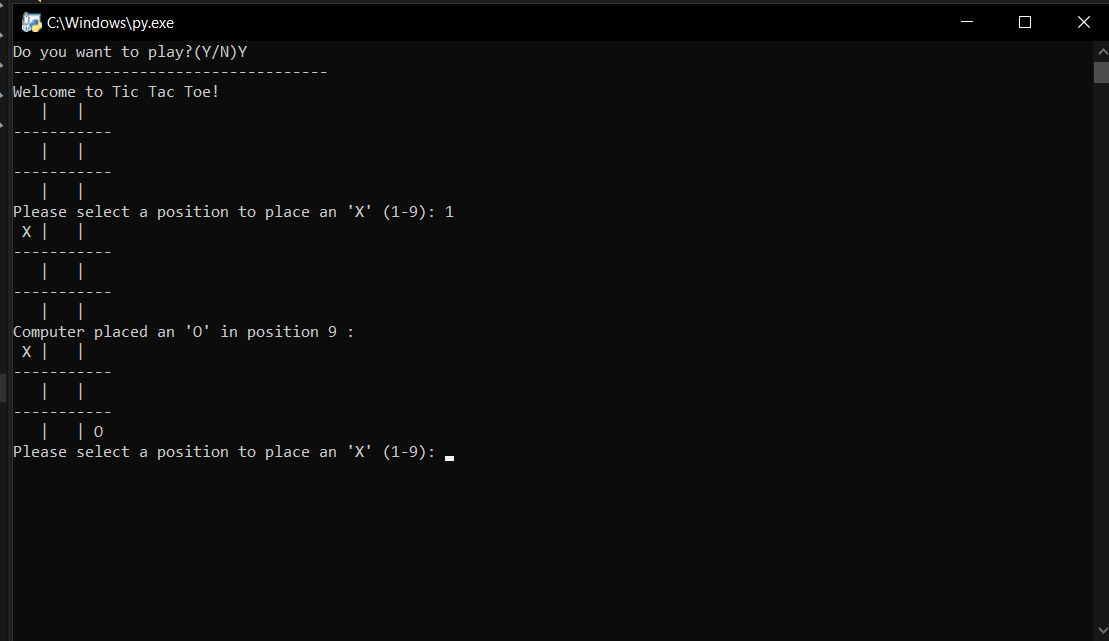 C:\Windows\py.exe
Do you want to play?(Y/N)Y
-----------------------------------
Welcome to Tic Tac Toe!
   |   |
-----------
   |   |
-----------
   |   |
Please select a position to place an 'X' (1-9): 1
 X |   |
-----------
   |   |
-----------
   |   |
Computer placed an 'O' in position 9 :
 X |   |
-----------
   |   |
-----------
   |   | O
Please select a position to place an 'X' (1-9):